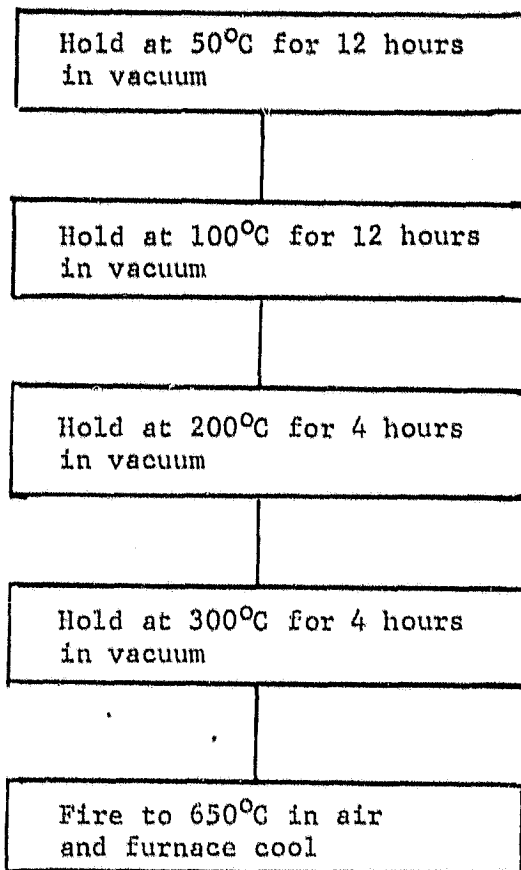 Hold at 50°C for 12 hours
in vacuum
Hold at 100°C for 12 hours
in vacuum
Hold at 200°C for 4 hours
in vacuum
Hold at 300°C for 4 hours
in vacuum
Fire to 650°C in air
and furnace cool